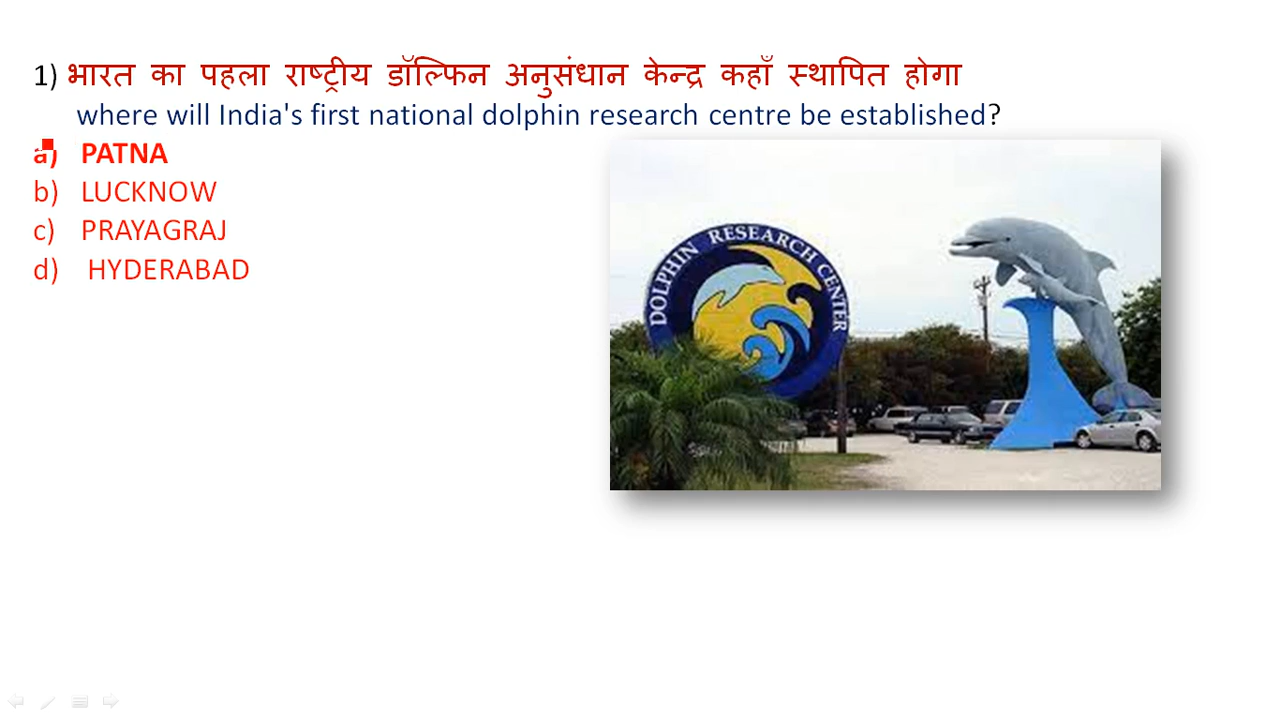 1) भारत का पहला राष्ट्रीय डॉल्फिन अनुसंधान केन्द्र कहाँ स्थापित होगा
where will India's first national dolphin research centre be established?
a) PATNA
b) LUCKNOW
c) PRAYAGRAJ
d) HYDERABAD
DOLPHIN RESEARCH CENTER